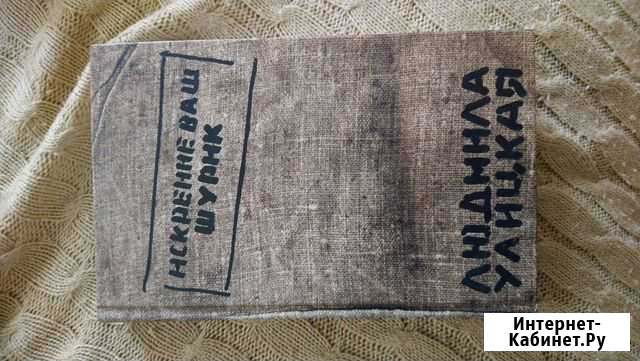 ЛЮДМИЛА
УЛИЦКАЯ
ИСКРЕННЕ ВАШ
ШУРИК
Интернет-
Кабинет.Ру